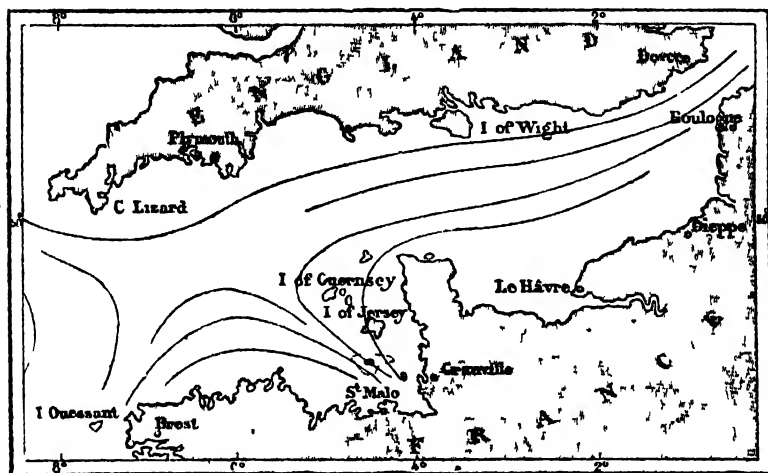 8° 6° 4° 2°
ENGLAND
Dover
I of Wight
Boulogne
Plymouth
C. Lizard
Dieppe
I of Guernsey
Le Hâvre
I of Jersey
Granville
St Malo
I Ouessant
Brest
FRANCE
8° 6° 4° 2°